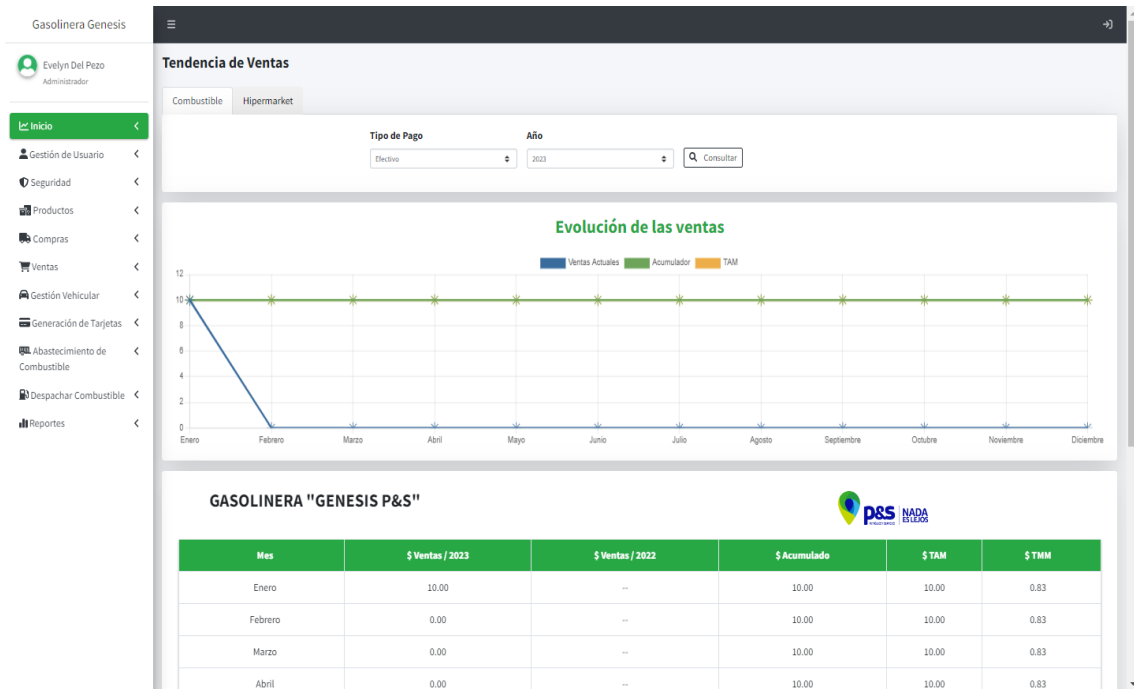 Gasolinera Genesis
Evelyn Del Pezo
Administrador
Inicio
Gestión de Usuario
Seguridad
Productos
Compras
Ventas
Gestión Vehicular
Generación de Tarjetas
Abastecimiento de
Combustible
Despachar Combustible
Reportes
Tendencia de Ventas
Combustible Hipermarket
Tipo de Pago Año
Efectivo 2023 Consultar
Evolución de las ventas
Ventas Actuales Acumulador TAM
12
10
8
6
4
2
0
Enero Febrero Marzo Abril Mayo Junio Julio Agosto Septiembre Octubre Noviembre Diciembre
GASOLINERA "GENESIS P&S"
P&S NADA
ES LEJOS
Mes $ Ventas / 2023 $ Ventas / 2022 $ Acumulado $ TAM $ TMM
Enero 10.00 -- 10.00 10.00 0.83
Febrero 0.00 -- 10.00 10.00 0.83
Marzo 0.00 -- 10.00 10.00 0.83
Abril 0.00 -- 10.00 10.00 0.83